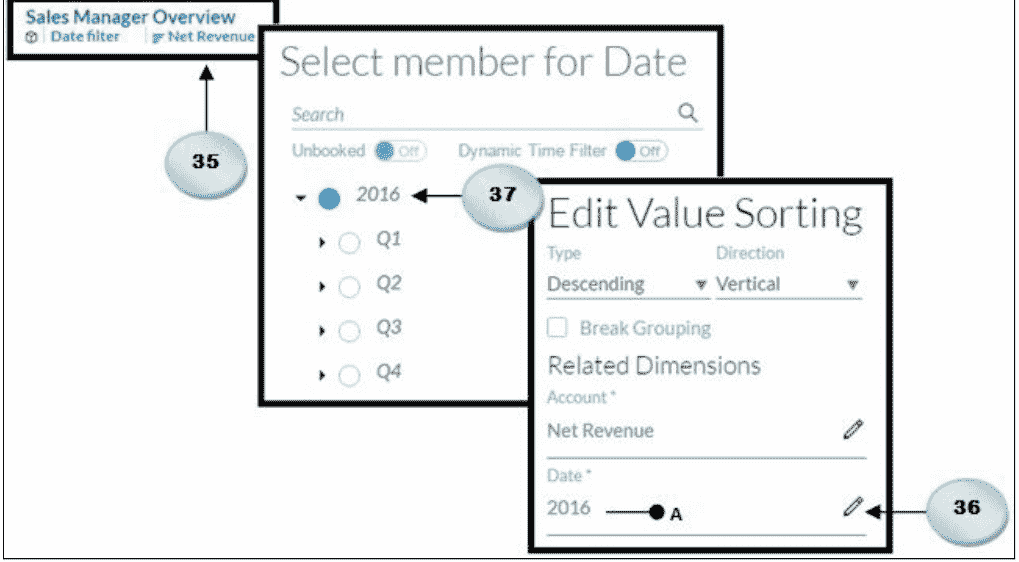 Sales Manager Overview
Date filter Net Revenue
35
Select member for Date
Search
Unbooked Off Dynamic Time Filter Off
2016
37
Q1
Q2
Q3
Q4
Edit Value Sorting
Type Direction
Descending Vertical
Break Grouping
Related Dimensions
Account *
Net Revenue
Date *
2016 A
36